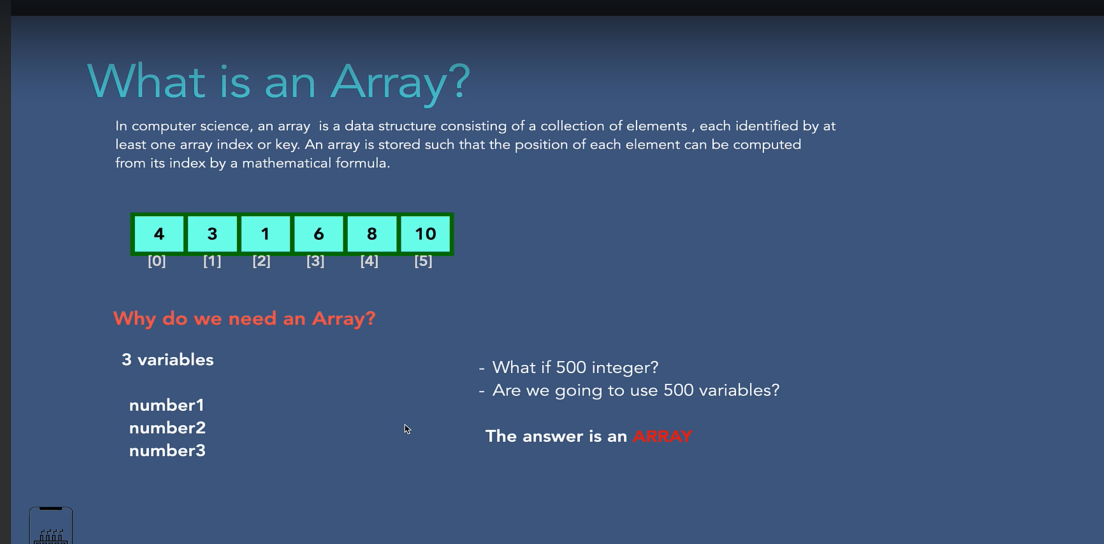 What is an Array?
In computer science, an array is a data structure consisting of a collection of elements , each identified by at
least one array index or key. An array is stored such that the position of each element can be computed
from its index by a mathematical formula.
4 3 1 6 8 10
[0] [1] [2] [3] [4] [5]
Why do we need an Array?
3 variables
number1
number2
number3
- What if 500 integer?
- Are we going to use 500 variables?
The answer is an ARRAY